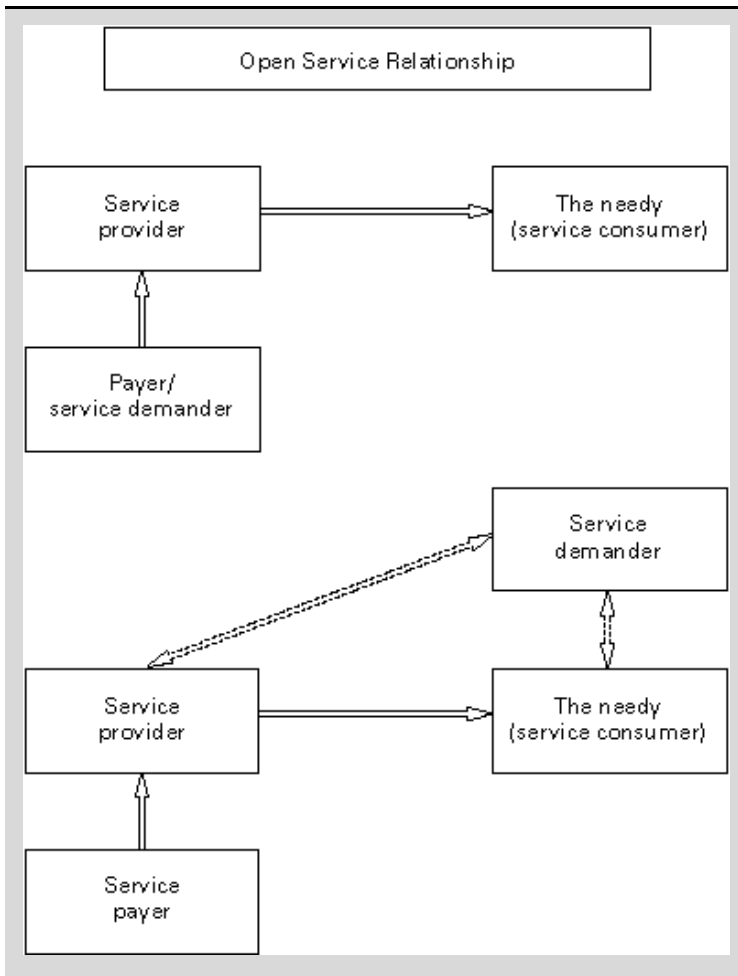 Open Service Relationship
Service
provider
The needy
(service consumer)
Payer/
service demander
Service
demander
Service
provider
The needy
(service consumer)
Service
payer